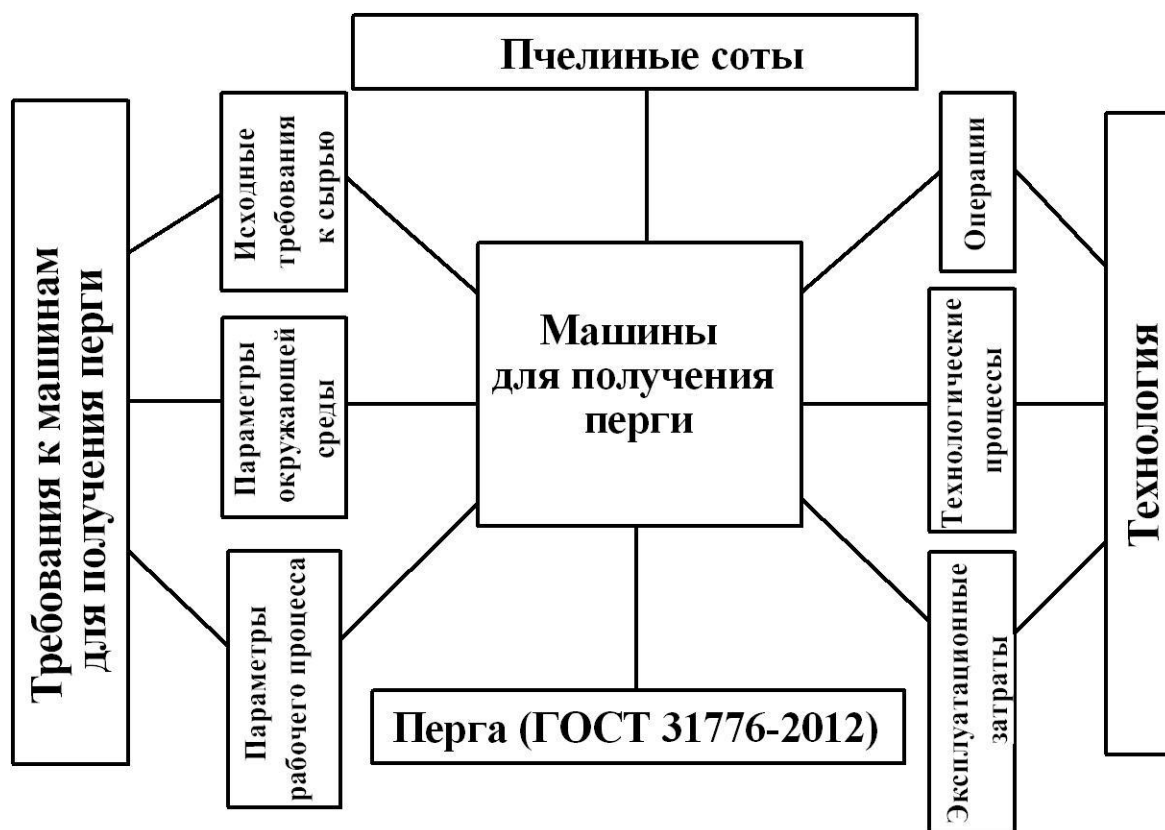 Пчелиные соты
Требования к машинам
для получения перги
Исходные
требования
к сырью
Параметры
окружающей
среды
Параметры
рабочего процесса
Машины
для получения
перги
Перга (ГОСТ 31776-2012)
Операции
Технологические
процессы
Эксплуатационные
затраты
Технология